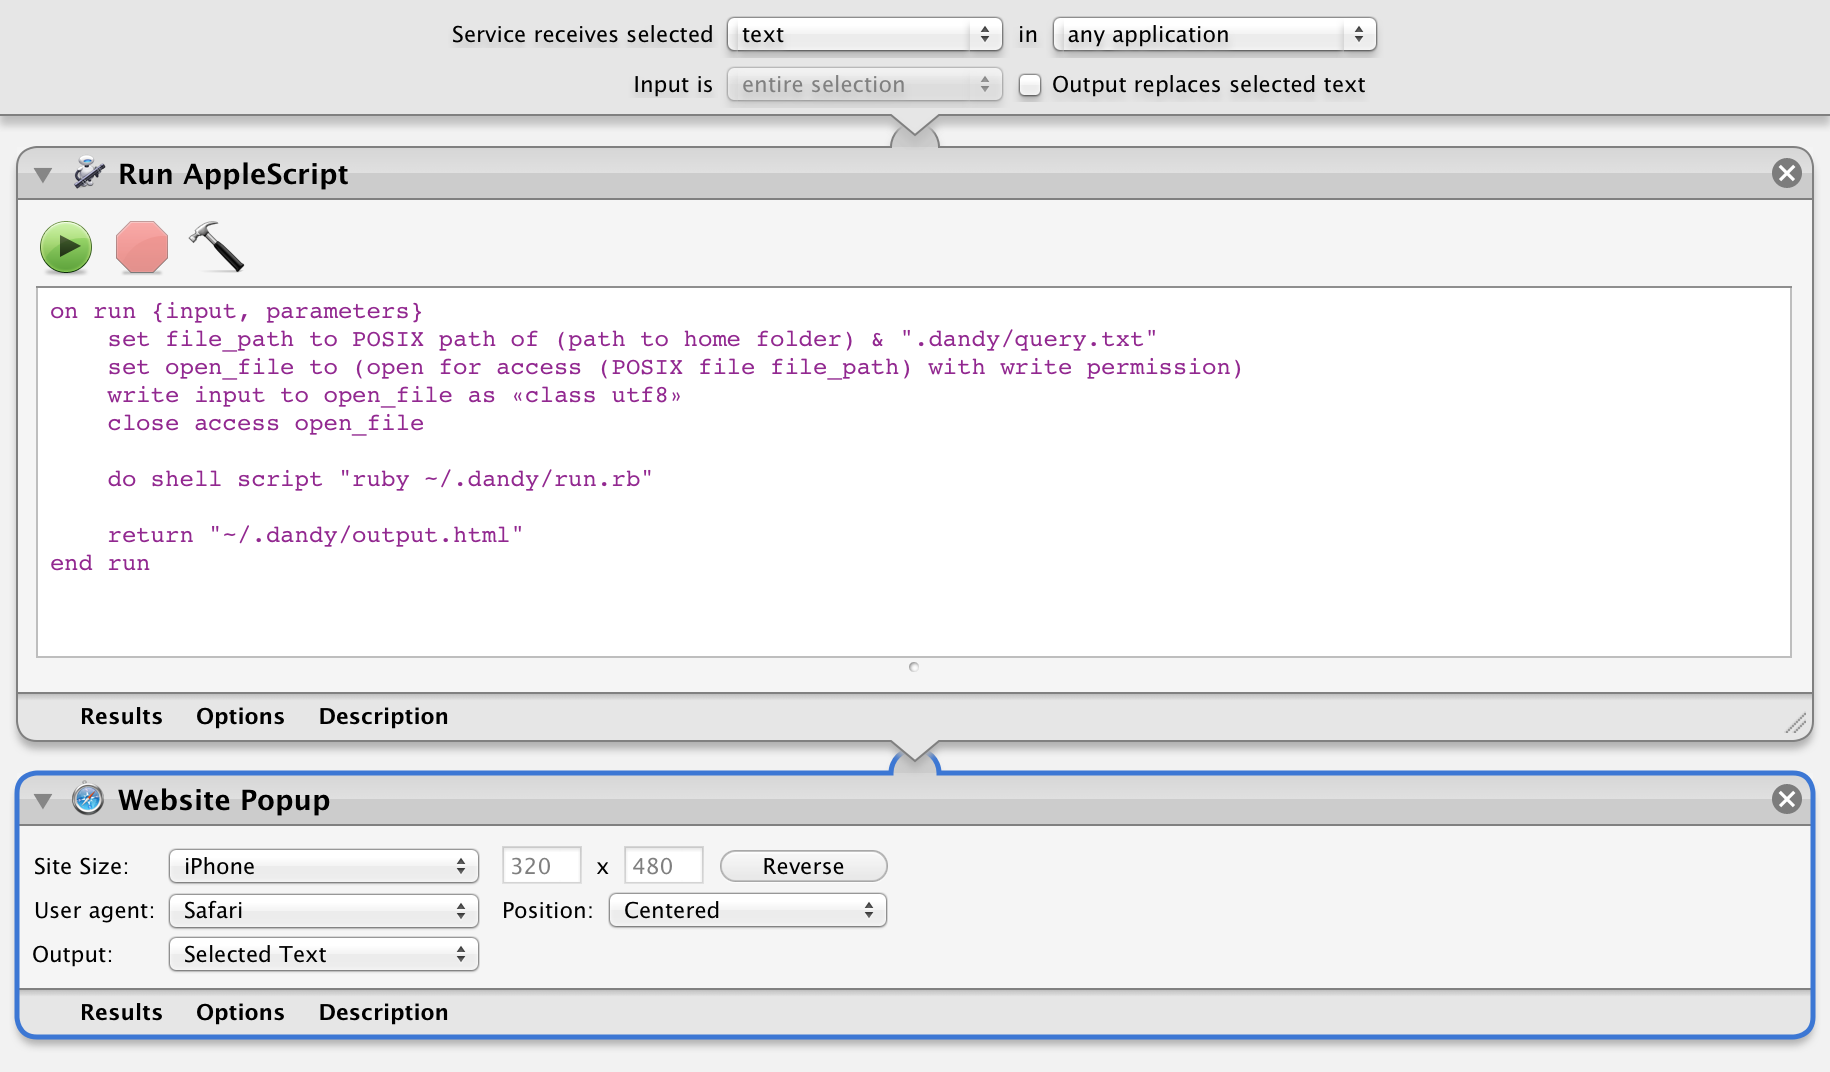 Service receives selected text in any application
Input is entire selection Output replaces selected text
Run AppleScript
on run {input, parameters}
set file_path to POSIX path of (path to home folder) & ".dandy/query.txt"
set open_file to (open for access (POSIX file file_path) with write permission)
write input to open_file as «class utf8»
close access open_file
do shell script "ruby ~/.dandy/run.rb"
return "~/.dandy/output.html"
end run
Results Options Description
Website Popup
Site Size: iPhone 320 x 480 Reverse
User agent: Safari Position: Centered
Output: Selected Text
Results Options Description